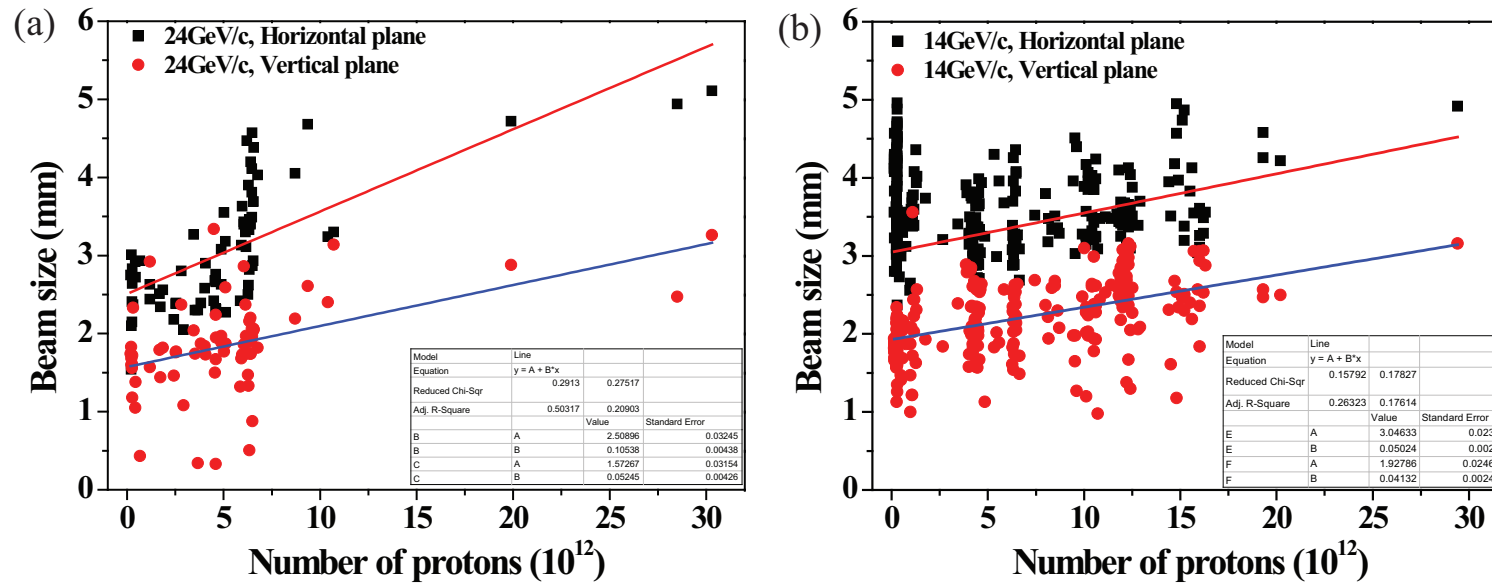 (a)
24GeV/c, Horizontal plane
24GeV/c, Vertical plane
Beam size (mm)
6
5
4
3
2
1
0
0 5 10 15 20 25 30
Number of protons (10^12)
Model Line
Equation y = A + B*x
Reduced Chi-Sqr 0.2913 0.27517
Adj. R-Square 0.50317 0.20903
Value Standard Error
B A 2.50896 0.03245
B B 0.10538 0.00438
C A 1.57267 0.03154
C B 0.05245 0.00426
(b)
14GeV/c, Horizontal plane
14GeV/c, Vertical plane
Beam size (mm)
6
5
4
3
2
1
0
0 5 10 15 20 25 30
Number of protons (10^12)
Model Line
Equation y = A + B*x
Reduced Chi-Sqr 0.15792 0.17827
Adj. R-Square 0.26323 0.17614
Value Standard Error
E A 3.04633 0.023
E B 0.05024 0.002
F A 1.92786 0.0246
F B 0.04132 0.0024